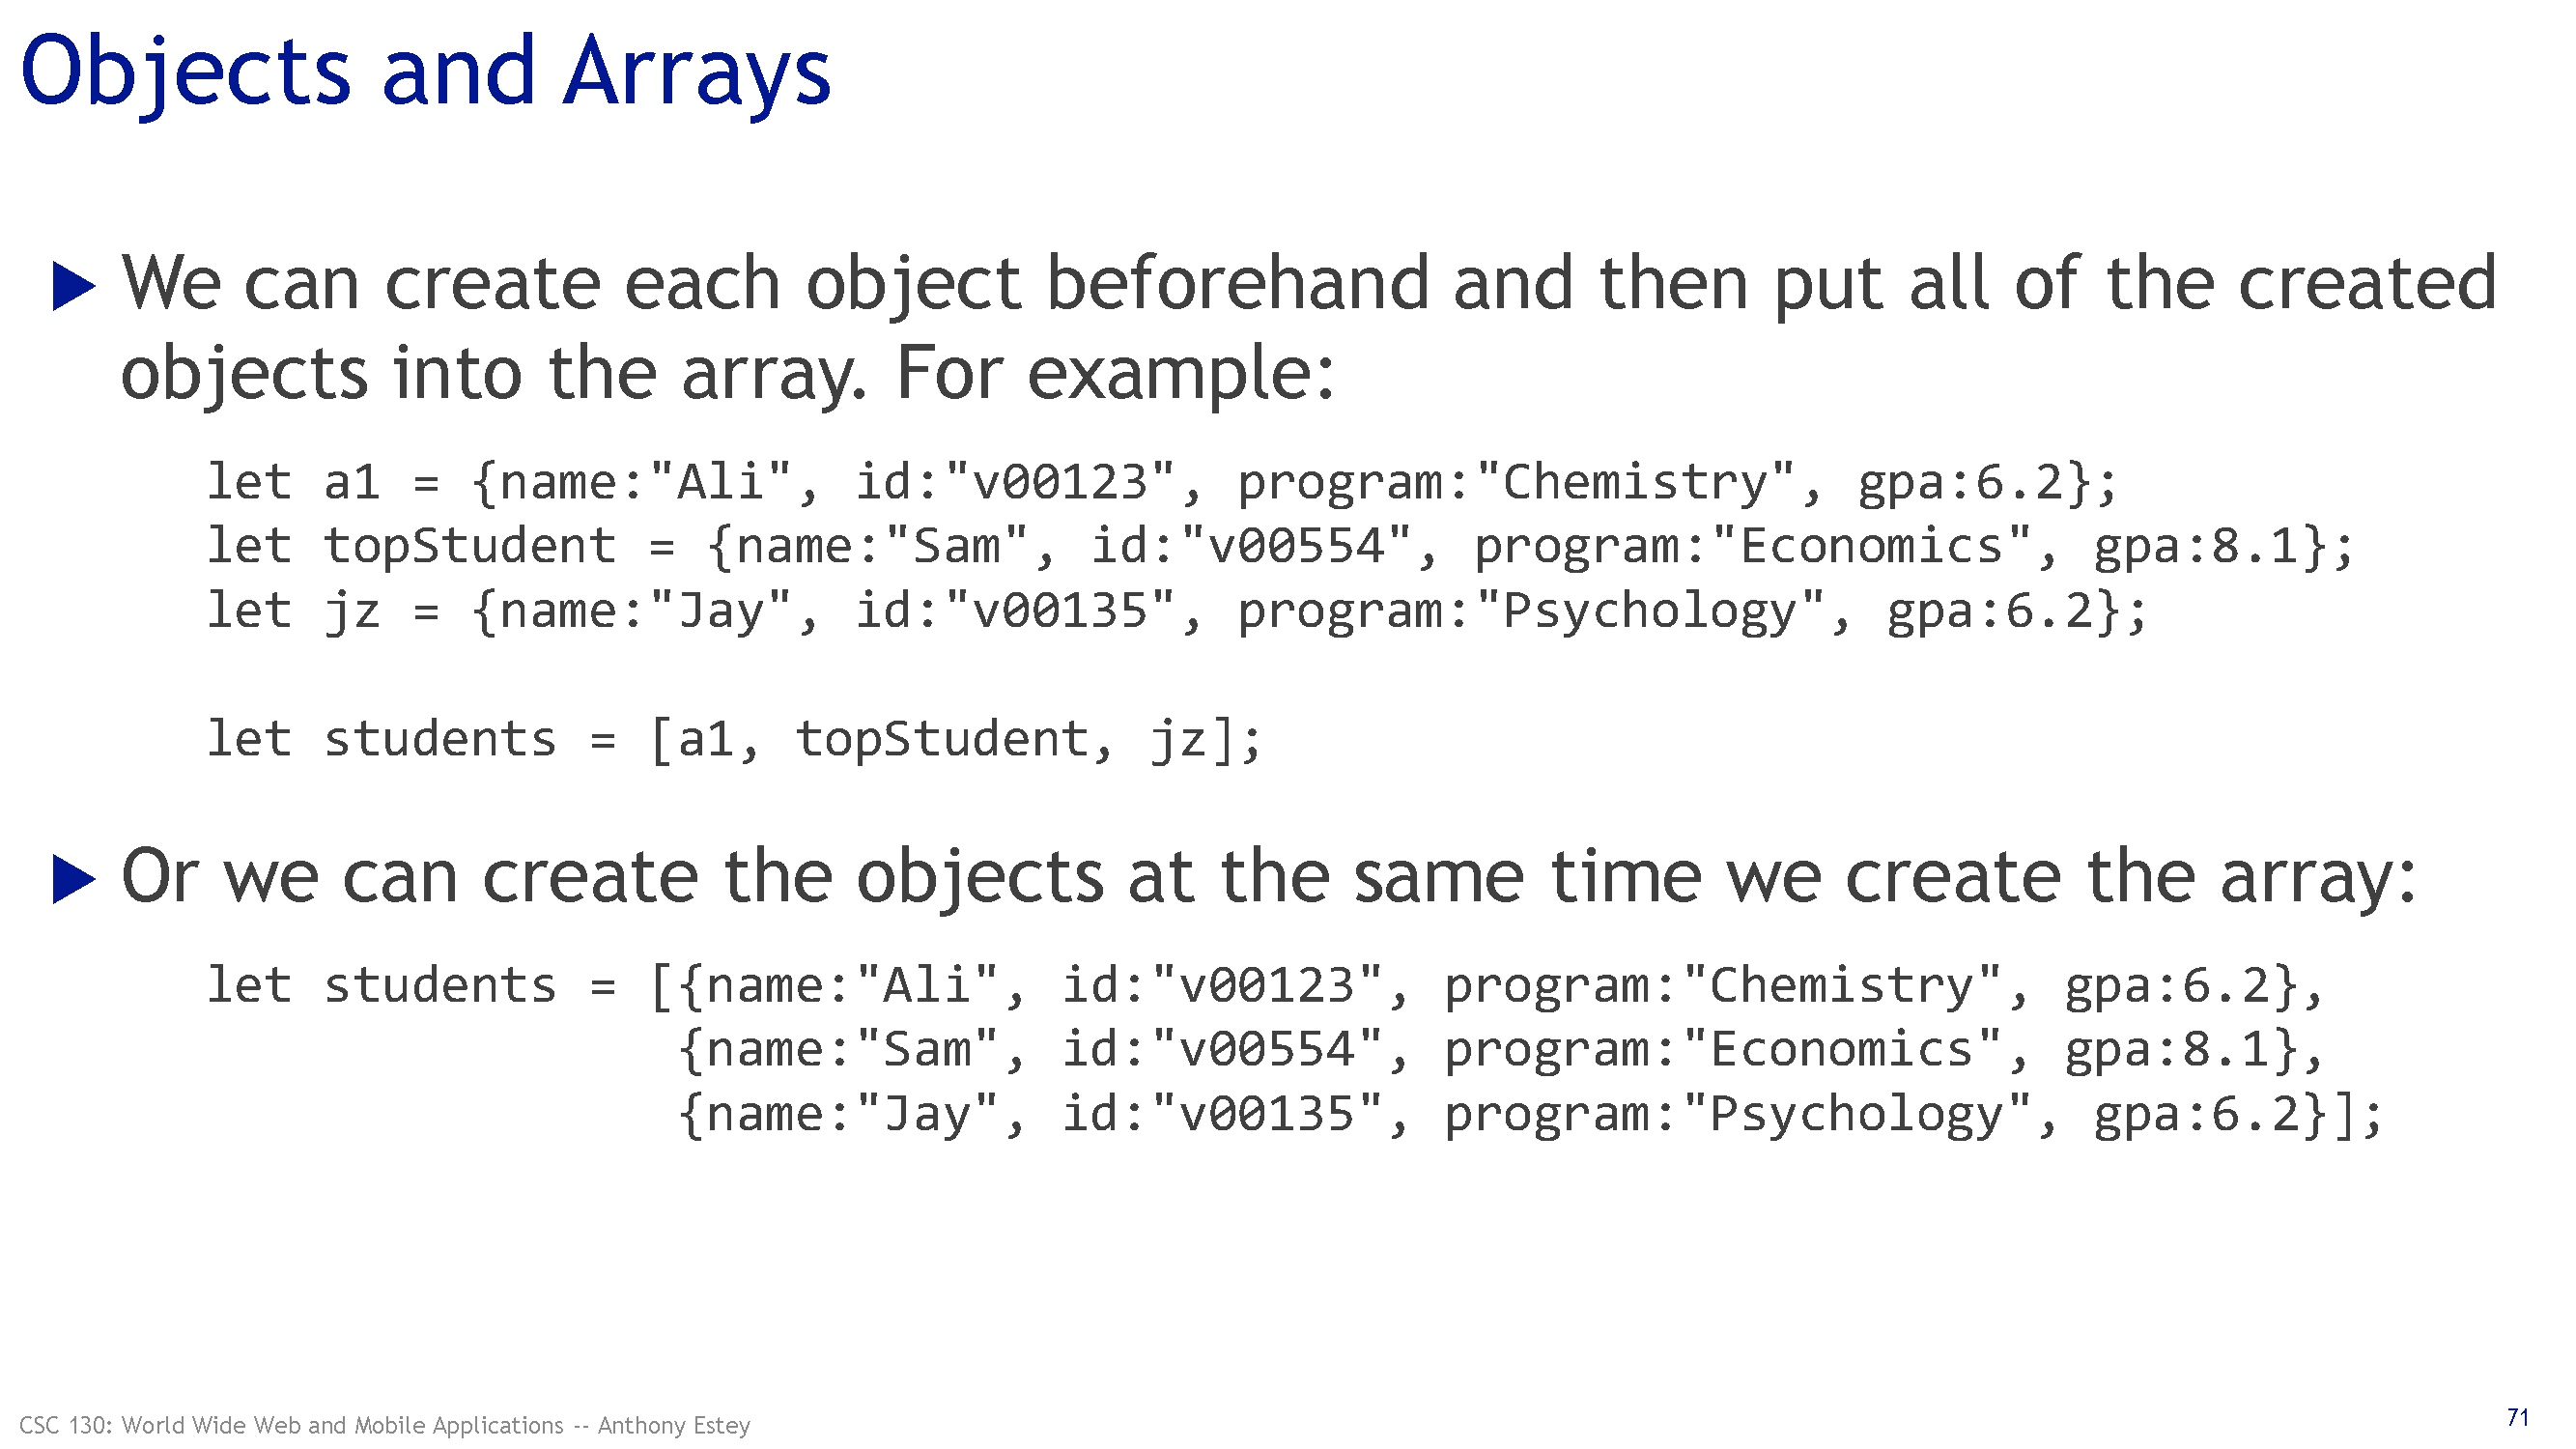 Objects and Arrays
We can create each object beforehand and then put all of the created
objects into the array. For example:
let a1 = {name:"Ali", id:"v00123", program:"Chemistry", gpa:6.2};
let topStudent = {name:"Sam", id:"v00554", program:"Economics", gpa:8.1};
let jz = {name:"Jay", id:"v00135", program:"Psychology", gpa:6.2};
let students = [a1, topStudent, jz];
Or we can create the objects at the same time we create the array:
let students = [{name:"Ali", id:"v00123", program:"Chemistry", gpa:6.2},
{name:"Sam", id:"v00554", program:"Economics", gpa:8.1},
{name:"Jay", id:"v00135", program:"Psychology", gpa:6.2}];
CSC 130: World Wide Web and Mobile Applications -- Anthony Estey
71